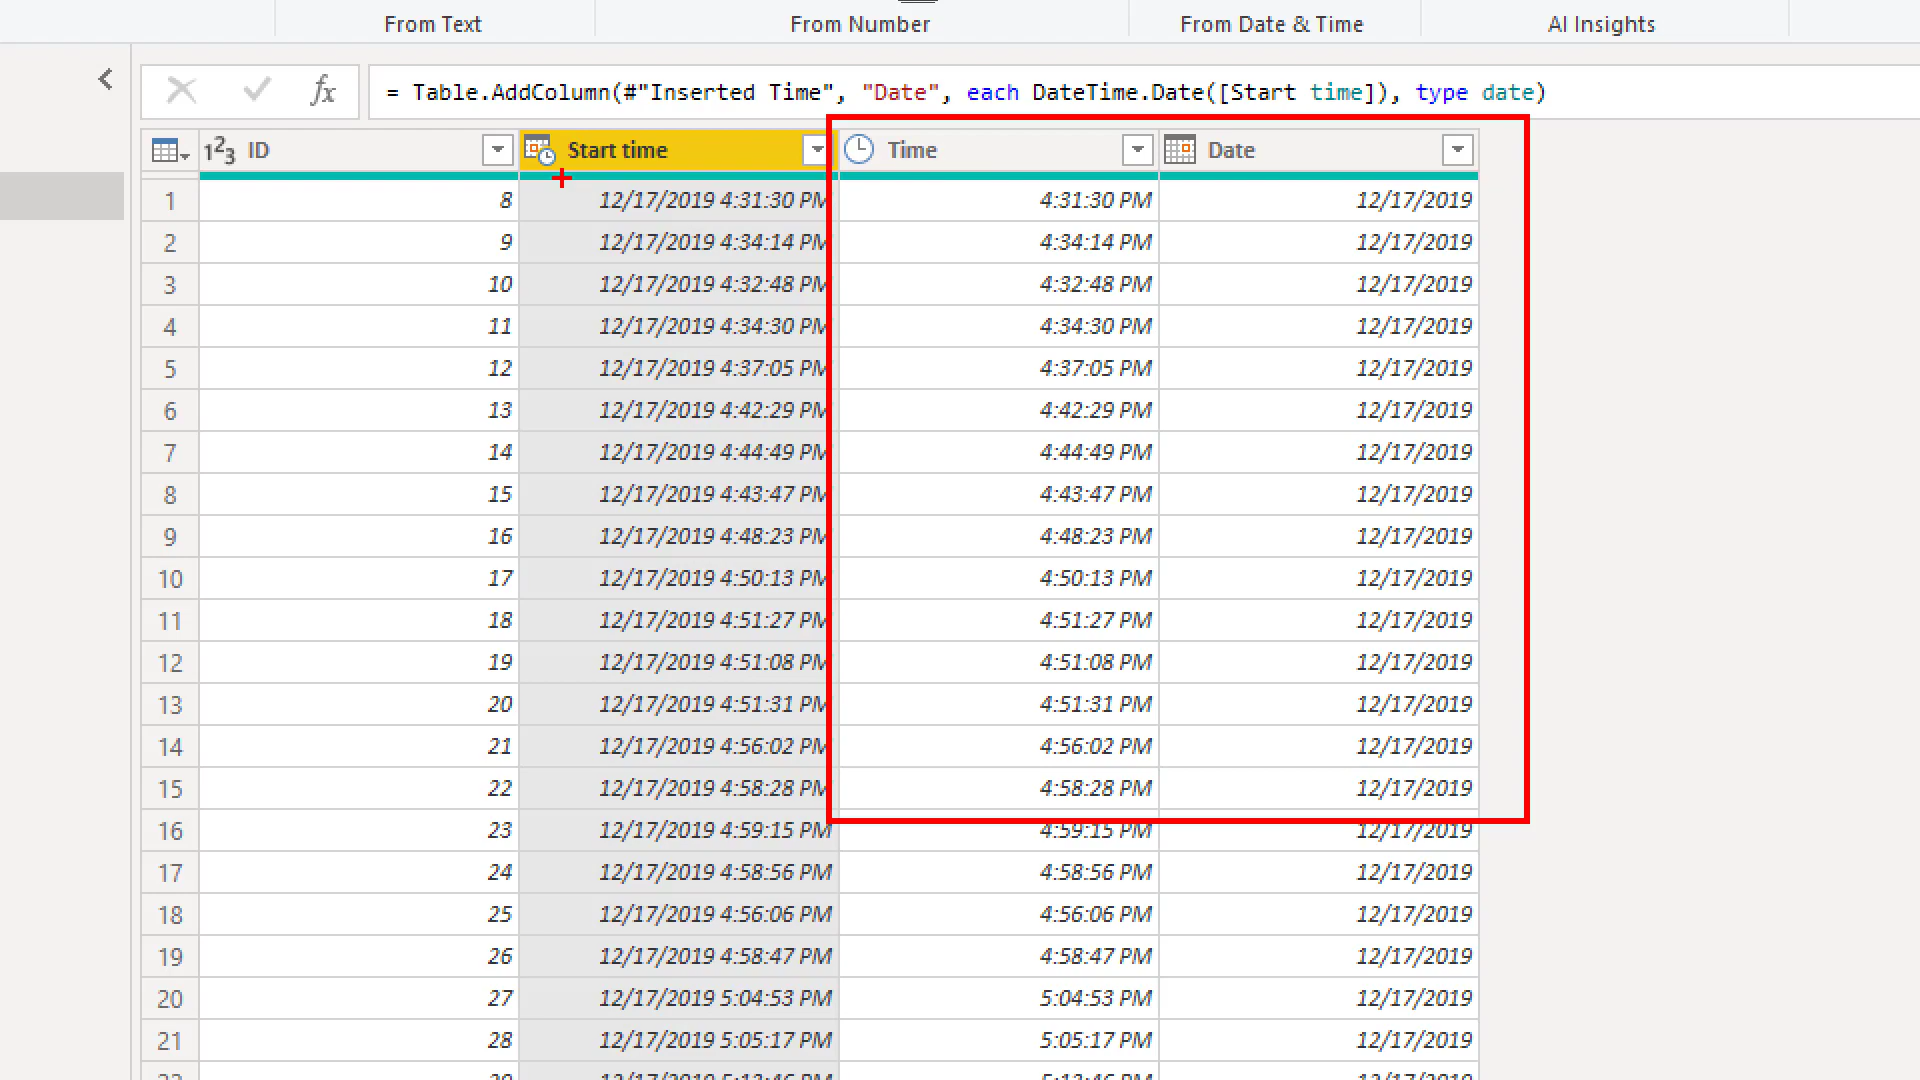 From Text From Number From Date & Time AI Insights
fx = Table.AddColumn(#"Inserted Time", "Date", each DateTime.Date([Start time]), type date)
123 ID Start time Time Date
1 8 12/17/2019 4:31:30 PM 4:31:30 PM 12/17/2019
2 9 12/17/2019 4:34:14 PM 4:34:14 PM 12/17/2019
3 10 12/17/2019 4:32:48 PM 4:32:48 PM 12/17/2019
4 11 12/17/2019 4:34:30 PM 4:34:30 PM 12/17/2019
5 12 12/17/2019 4:37:05 PM 4:37:05 PM 12/17/2019
6 13 12/17/2019 4:42:29 PM 4:42:29 PM 12/17/2019
7 14 12/17/2019 4:44:49 PM 4:44:49 PM 12/17/2019
8 15 12/17/2019 4:43:47 PM 4:43:47 PM 12/17/2019
9 16 12/17/2019 4:48:23 PM 4:48:23 PM 12/17/2019
10 17 12/17/2019 4:50:13 PM 4:50:13 PM 12/17/2019
11 18 12/17/2019 4:51:27 PM 4:51:27 PM 12/17/2019
12 19 12/17/2019 4:51:08 PM 4:51:08 PM 12/17/2019
13 20 12/17/2019 4:51:31 PM 4:51:31 PM 12/17/2019
14 21 12/17/2019 4:56:02 PM 4:56:02 PM 12/17/2019
15 22 12/17/2019 4:58:28 PM 4:58:28 PM 12/17/2019
16 23 12/17/2019 4:59:15 PM 4:59:15 PM 12/17/2019
17 24 12/17/2019 4:58:56 PM 4:58:56 PM 12/17/2019
18 25 12/17/2019 4:56:06 PM 4:56:06 PM 12/17/2019
19 26 12/17/2019 4:58:47 PM 4:58:47 PM 12/17/2019
20 27 12/17/2019 5:04:53 PM 5:04:53 PM 12/17/2019
21 28 12/17/2019 5:05:17 PM 5:05:17 PM 12/17/2019